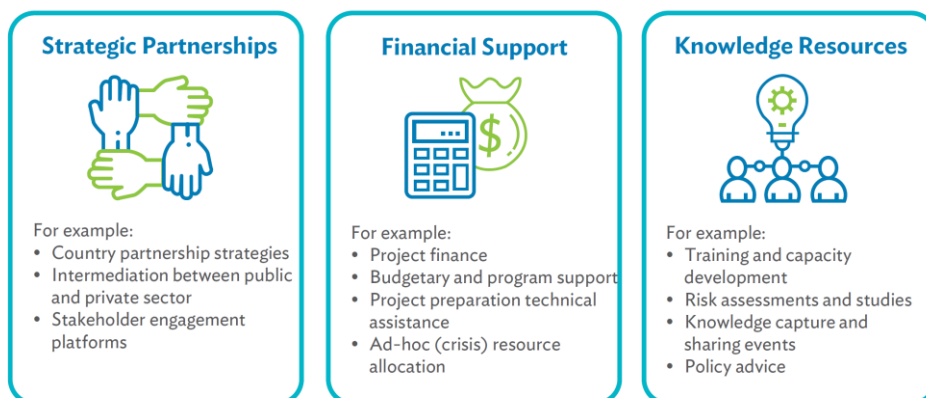 Strategic Partnerships
$
For example:
• Country partnership strategies
• Intermediation between public
and private sector
• Stakeholder engagement
platforms
Financial Support
For example:
• Project finance
• Budgetary and program support
• Project preparation technical
assistance
• Ad-hoc (crisis) resource
allocation
Knowledge Resources
For example:
• Training and capacity
development
• Risk assessments and studies
• Knowledge capture and
sharing events
• Policy advice